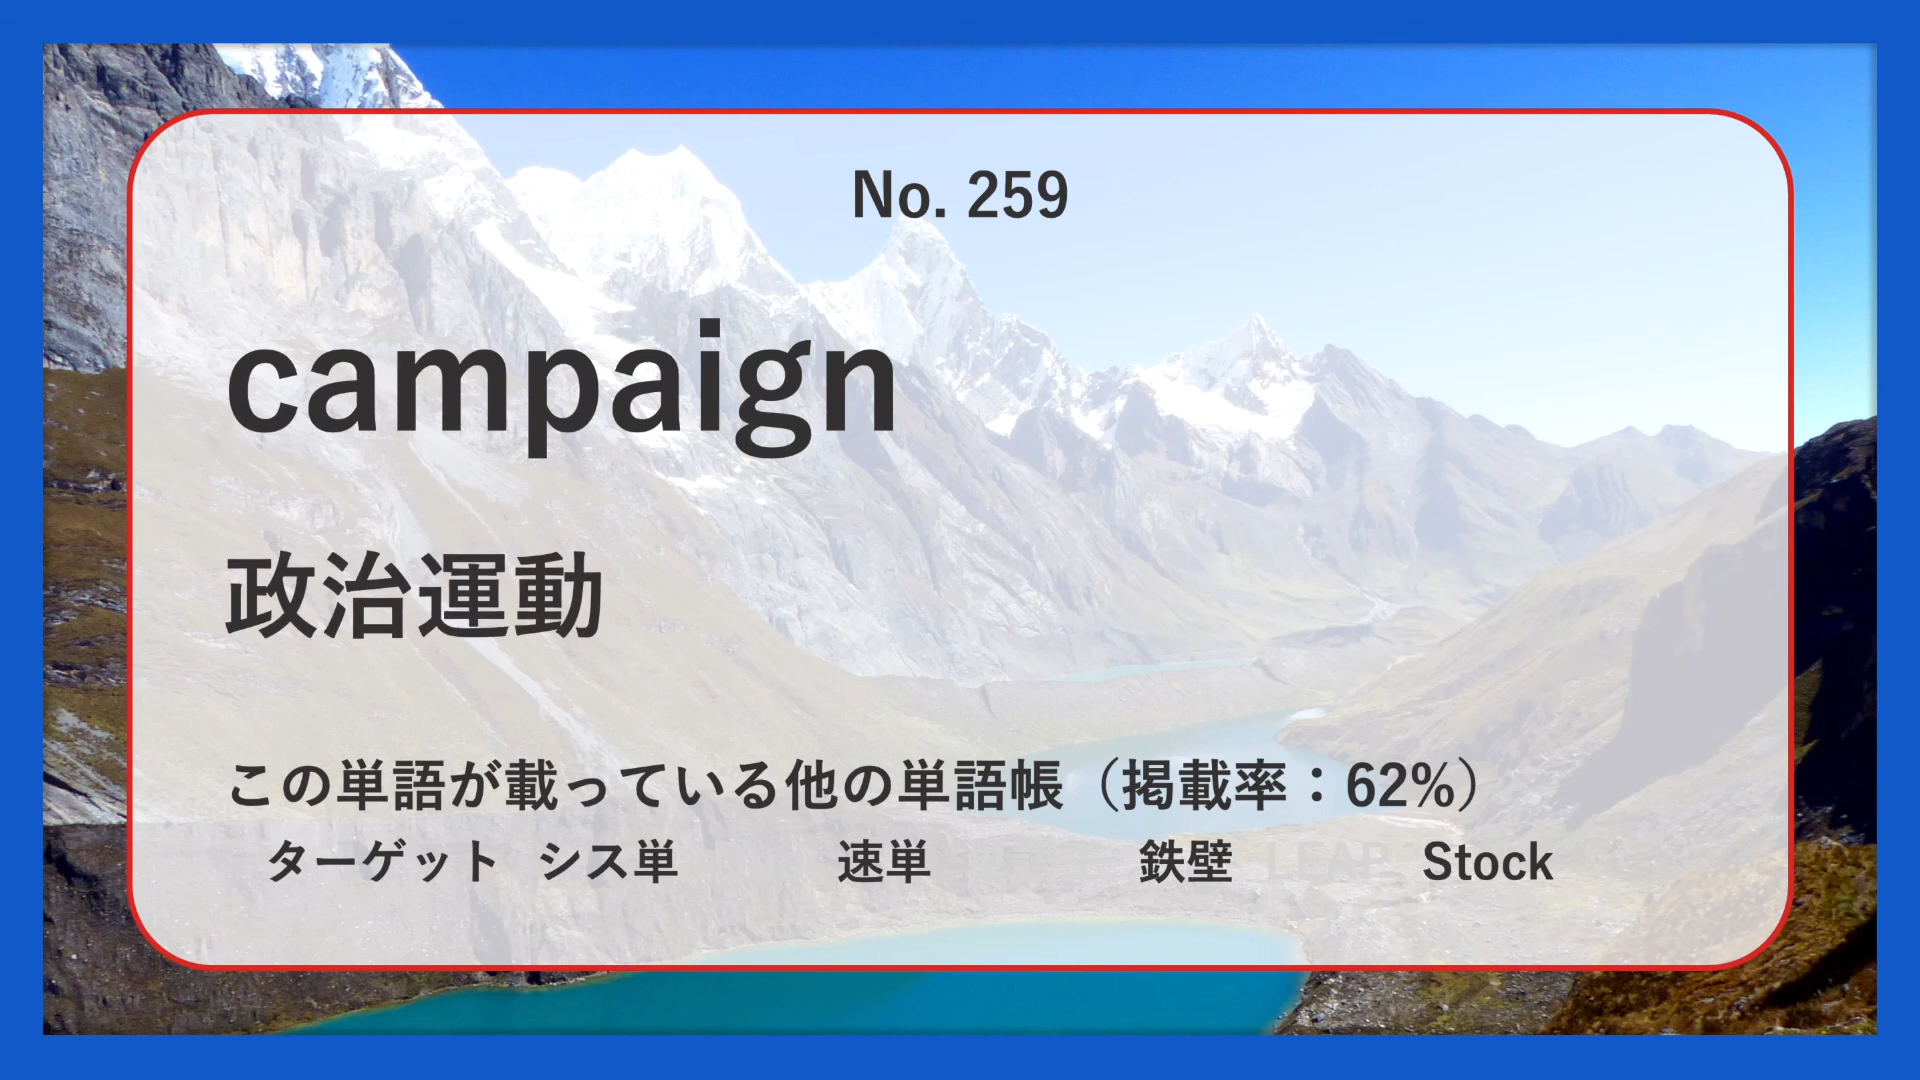 No. 259
campaign
政治運動
この単語が載っている他の単語帳（掲載率：62%）
ターゲット シス単 速単 鉄壁 LEAP Stock